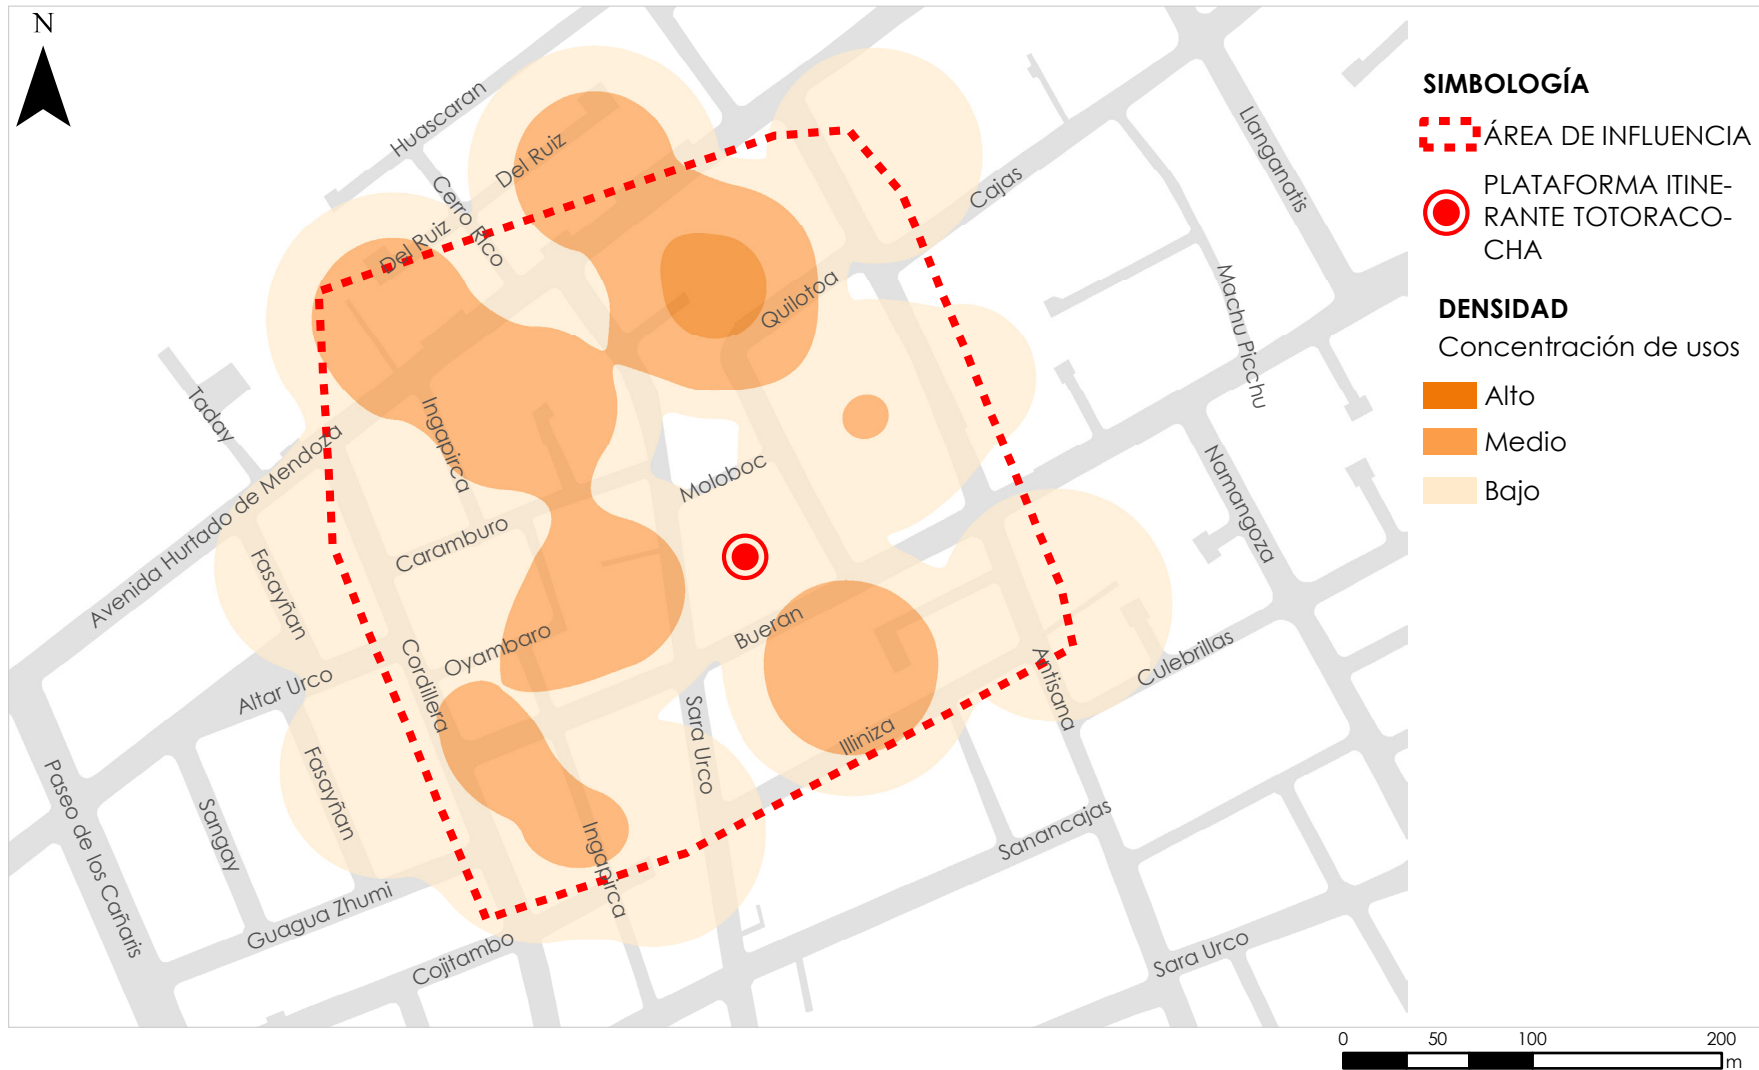 N
Huascaran
Del Ruiz
Cerro Rico
Del Ruiz
Cajas
Llanganatis
Quilotoa
Machu Picchu
Taday
Ingapirca
Avenida Hurtado de Mendoza
Moloboc
Namangoza
Caramburo
Fasayñan
Bueran
Oyambaro
Cordillera
Altar Urco
Antisana
Culebrillas
Sara Urco
Illiniza
Fasayñan
Paseo de los Cañaris
Sangay
Ingapirca
Sañancajas
Guagua Zhumi
Cojitambo
Sara Urco
SIMBOLOGÍA
ÁREA DE INFLUENCIA
PLATAFORMA ITINE-
RANTE TOTORACO-
CHA
DENSIDAD
Concentración de usos
Alto
Medio
Bajo
0 50 100 200
m